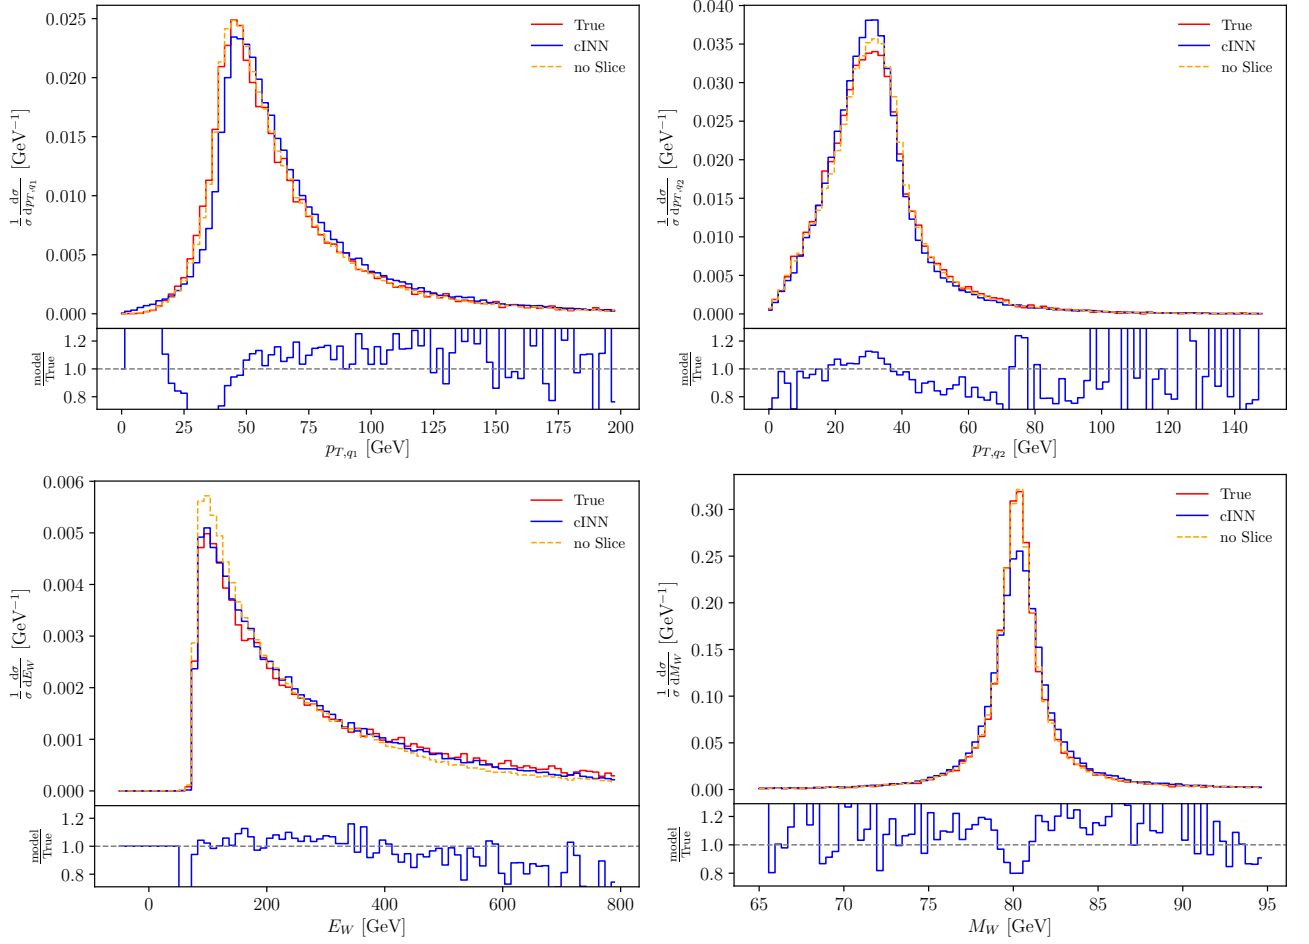 0.025
0.020
0.015
0.010
0.005
0.000
1/σ dσ/dp_{T,q_1} [GeV⁻¹]
True
cINN
no Slice
1.2
1.0
0.8
model/True
0 25 50 75 100 125 150 175 200
p_{T,q_1} [GeV]
0.040
0.035
0.030
0.025
0.020
0.015
0.010
0.005
0.000
1/σ dσ/dp_{T,q_2} [GeV⁻¹]
True
cINN
no Slice
1.2
1.0
0.8
model/True
0 20 40 60 80 100 120 140
p_{T,q_2} [GeV]
0.006
0.005
0.004
0.003
0.002
0.001
0.000
1/σ dσ/dE_W [GeV⁻¹]
True
cINN
no Slice
1.2
1.0
0.8
model/True
0 200 400 600 800
E_W [GeV]
0.30
0.25
0.20
0.15
0.10
0.05
0.00
1/σ dσ/dM_W [GeV⁻¹]
True
cINN
no Slice
1.2
1.0
0.8
model/True
65 70 75 80 85 90 95
M_W [GeV]